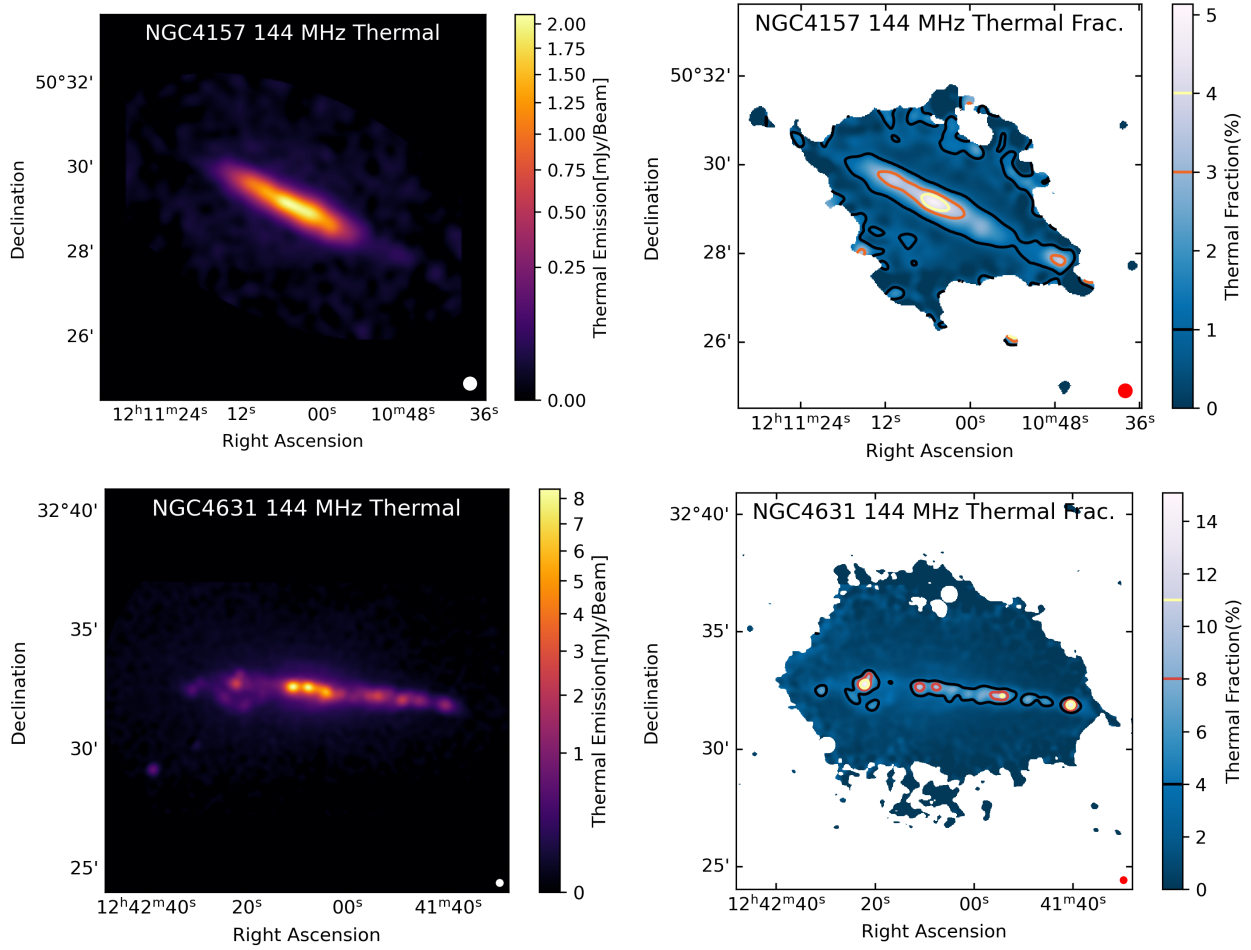 NGC4157 144 MHz Thermal
50°32'
30'
28'
26'
Declination
12ʰ11ᵐ24ˢ 12ˢ 00ˢ 10ᵐ48ˢ 36ˢ
Right Ascension
2.00
1.75
1.50
1.25
1.00
0.75
0.50
0.25
0.00
Thermal Emission[mJy/Beam]
NGC4157 144 MHz Thermal Frac.
50°32'
30'
28'
26'
Declination
12ʰ11ᵐ24ˢ 12ˢ 00ˢ 10ᵐ48ˢ 36ˢ
Right Ascension
5
4
3
2
1
0
Thermal Fraction(%)
NGC4631 144 MHz Thermal
32°40'
35'
30'
25'
Declination
12ʰ42ᵐ40ˢ 20ˢ 00ˢ 41ᵐ40ˢ
Right Ascension
8
7
6
5
4
3
2
1
0
Thermal Emission[mJy/Beam]
NGC4631 144 MHz Thermal Frac.
32°40'
35'
30'
25'
Declination
12ʰ42ᵐ40ˢ 20ˢ 00ˢ 41ᵐ40ˢ
Right Ascension
14
12
10
8
6
4
2
0
Thermal Fraction(%)